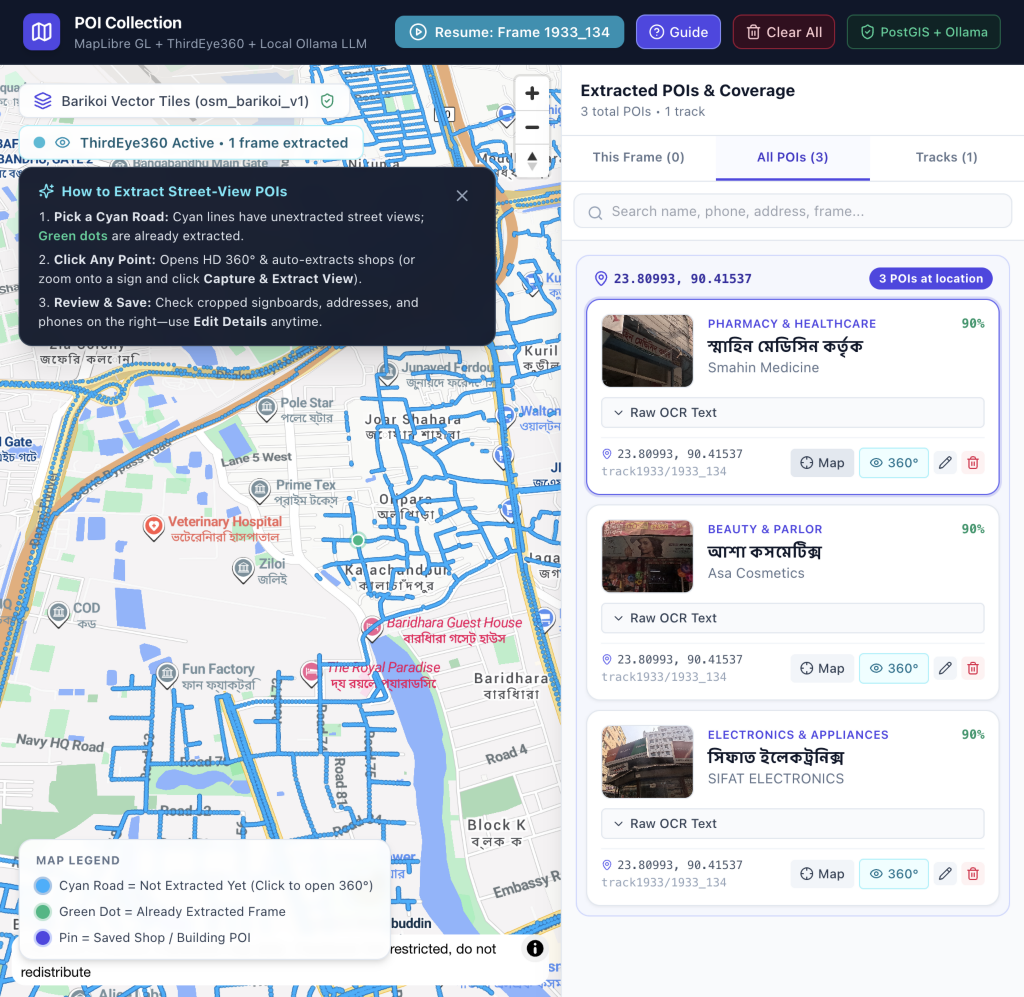 POI Collection
MapLibre GL + ThirdEye360 + Local Ollama LLM
Resume: Frame 1933_134
Guide
Clear All
PostGIS + Ollama
Barikoi Vector Tiles (osm_barikoi_v1)
ThirdEye360 Active • 1 frame extracted
How to Extract Street-View POIs
1. Pick a Cyan Road: Cyan lines have unextracted street views;
Green dots are already extracted.
2. Click Any Point: Opens HD 360° & auto-extracts shops (or
zoom onto a sign and click Capture & Extract View).
3. Review & Save: Check cropped signboards, addresses, and
phones on the right—use Edit Details anytime.
Kuril
Pole Star
Joar Shahara
Lane 5 West
Prime Tex
Veterinary Hospital
Ziloi
জলিই
Kalachandpur
COD
কড
Baridhara Guest House
The Royal Paradise
Fun Factory
Baridhara
বারধিারা
Navy HQ Road
Road 4
Road 81
Block K
ব্লক ক
MAP LEGEND
Cyan Road = Not Extracted Yet (Click to open 360°)
Green Dot = Already Extracted Frame
Pin = Saved Shop / Building POI
restricted, do not
redistribute
Extracted POIs & Coverage
3 total POIs • 1 track
This Frame (0)
All POIs (3)
Tracks (1)
Search name, phone, address, frame...
23.80993, 90.41537
3 POIs at location
PHARMACY & HEALTHCARE
90%
স্মাহিন মেডিসিন কর্তৃক
Smahin Medicine
Raw OCR Text
23.80993, 90.41537
track1933/1933_134
Map
360°
BEAUTY & PARLOR
90%
আশা কসমেটিক্স
Asa Cosmetics
Raw OCR Text
23.80993, 90.41537
track1933/1933_134
Map
360°
ELECTRONICS & APPLIANCES
90%
সিফাত ইলেকট্রনিক্স
SIFAT ELECTRONICS
Raw OCR Text
23.80993, 90.41537
track1933/1933_134
Map
360°